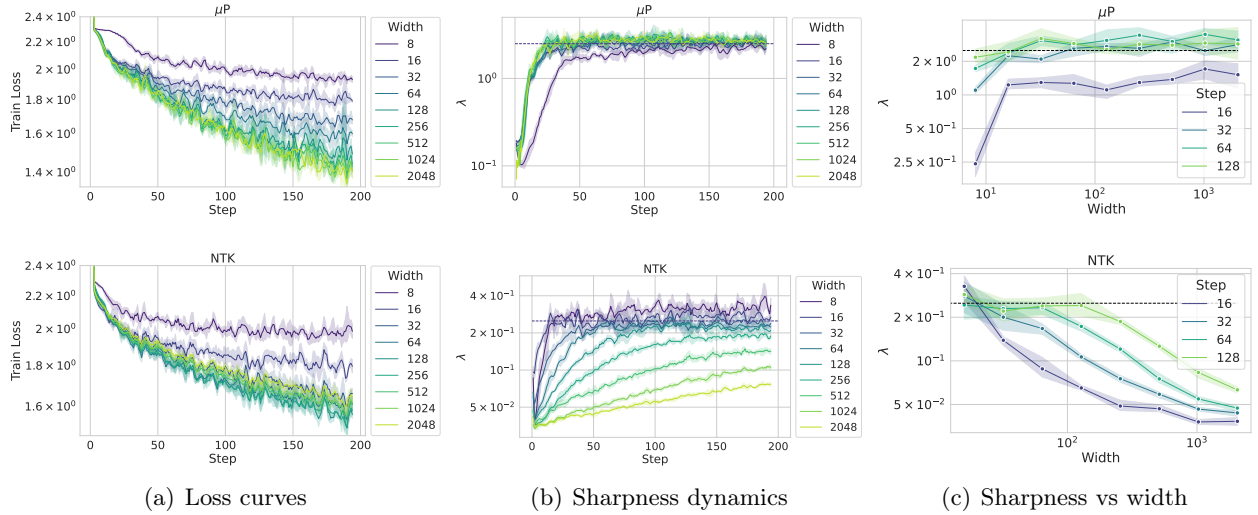 μP
Train Loss
2.4 × 10⁰
2.2 × 10⁰
2 × 10⁰
1.8 × 10⁰
1.6 × 10⁰
1.4 × 10⁰
0 50 100 150 200
Step
Width
8
16
32
64
128
256
512
1024
2048
μP
λ
10⁰
10⁻¹
0 50 100 150 200
Step
Width
8
16
32
64
128
256
512
1024
2048
μP
λ
2 × 10⁰
10⁰
5 × 10⁻¹
2.5 × 10⁻¹
10¹ 10² 10³
Width
Step
16
32
64
128
NTK
Train Loss
2.4 × 10⁰
2 × 10⁰
1.8 × 10⁰
1.6 × 10⁰
0 50 100 150 200
Step
Width
8
16
32
64
128
256
512
1024
2048
NTK
λ
4 × 10⁻¹
2 × 10⁻¹
10⁻¹
5 × 10⁻²
0 50 100 150 200
Step
Width
8
16
32
64
128
256
512
1024
2048
NTK
λ
4 × 10⁻¹
10⁻¹
5 × 10⁻²
10² 10³
Width
Step
16
32
64
128
(a) Loss curves
(b) Sharpness dynamics
(c) Sharpness vs width